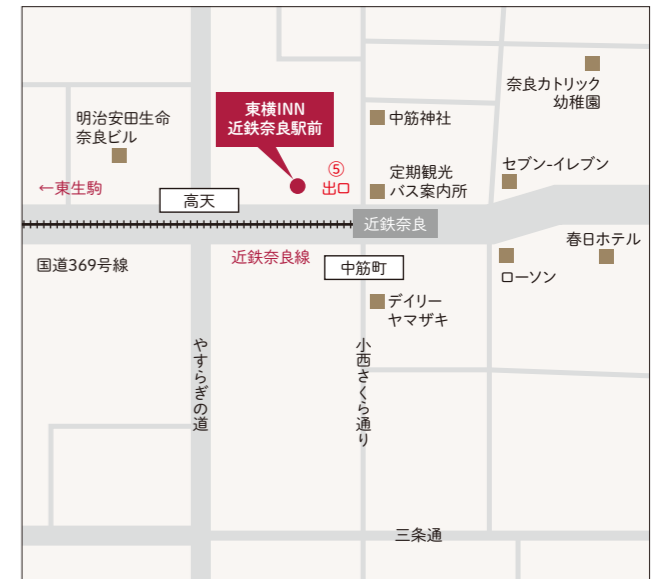 奈良カトリック
幼稚園
明治安田生命
奈良ビル
東横INN
近鉄奈良駅前
中筋神社
⑤
出口
定期観光
バス案内所
セブン-イレブン
←東生駒
高天
近鉄奈良
国道369号線
近鉄奈良線
中筋町
春日ホテル
ローソン
デイリー
ヤマザキ
やすらぎの道
小西さくら通り
三条通